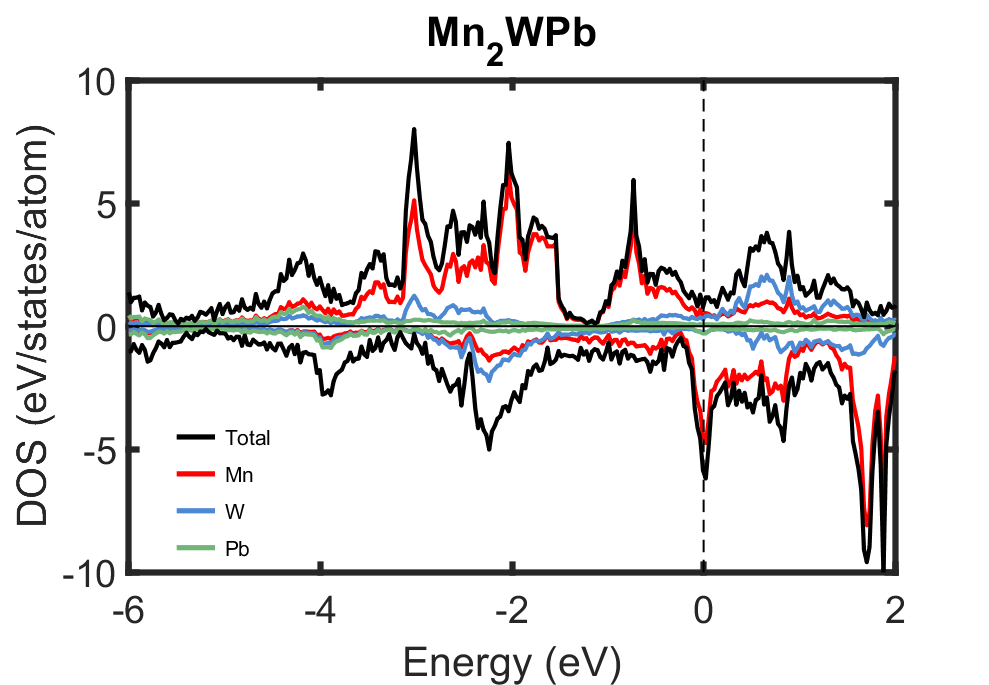 Mn2WPb
DOS (eV/states/atom)
10
5
0
-5
-10
Total
Mn
W
Pb
-6 -4 -2 0 2
Energy (eV)